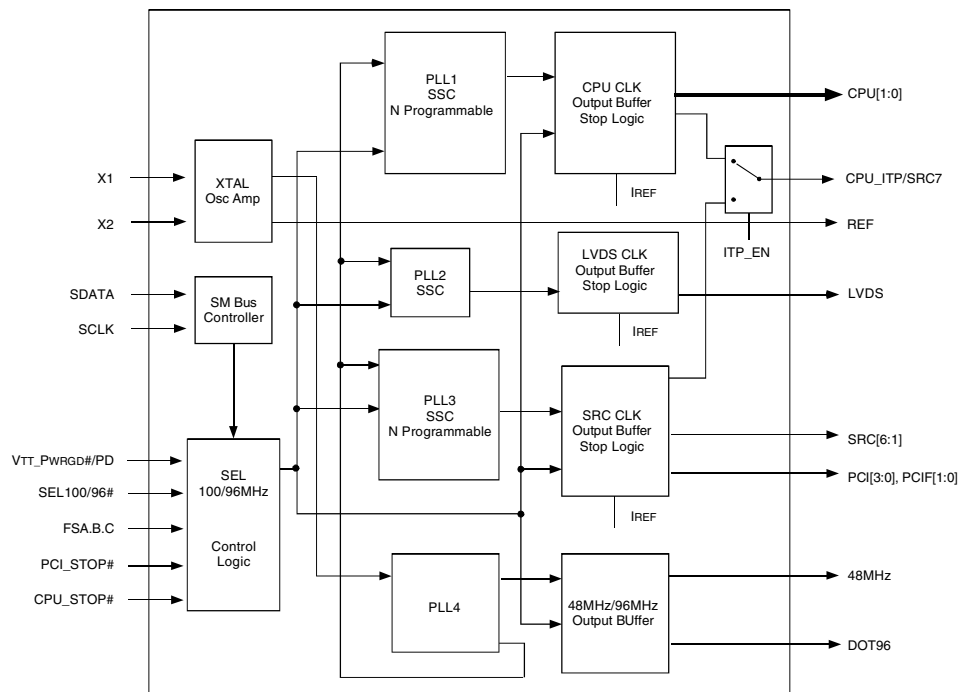 PLL1
SSC
N Programmable
CPU CLK
Output Buffer
Stop Logic
CPU[1:0]
X1
XTAL
Osc Amp
CPU_ITP/SRC7
IREF
X2
REF
ITP_EN
PLL2
SSC
LVDS CLK
Output Buffer
Stop Logic
SDATA
SM Bus
Controller
LVDS
SCLK
IREF
PLL3
SSC
N Programmable
SRC CLK
Output Buffer
Stop Logic
SRC[6:1]
VTT_PWRGD#/PD
SEL
100/96MHz
PCI[3:0], PCIF[1:0]
SEL100/96#
IREF
FSA.B.C
Control
Logic
PCI_STOP#
48MHz
CPU_STOP#
PLL4
48MHz/96MHz
Output BUffer
DOT96